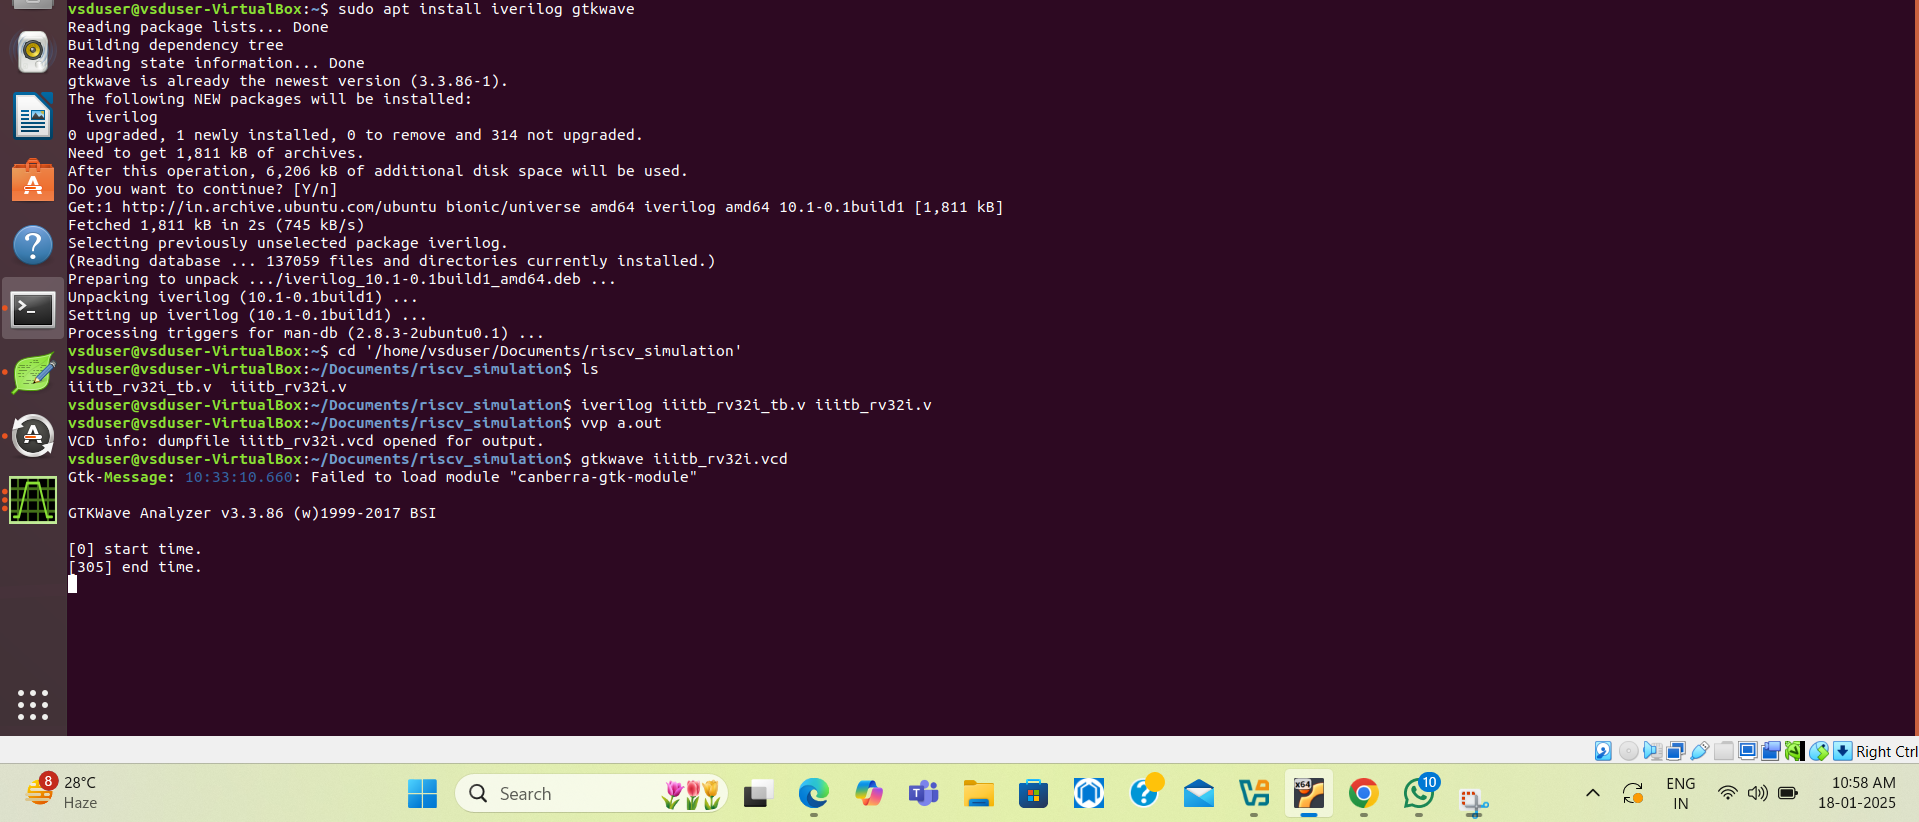 vsduser@vsduser-VirtualBox:~$ sudo apt install iverilog gtkwave
Reading package lists... Done
Building dependency tree
Reading state information... Done
gtkwave is already the newest version (3.3.86-1).
The following NEW packages will be installed:
  iverilog
0 upgraded, 1 newly installed, 0 to remove and 314 not upgraded.
Need to get 1,811 kB of archives.
After this operation, 6,206 kB of additional disk space will be used.
Do you want to continue? [Y/n]
Get:1 http://in.archive.ubuntu.com/ubuntu bionic/universe amd64 iverilog amd64 10.1-0.1build1 [1,811 kB]
Fetched 1,811 kB in 2s (745 kB/s)
Selecting previously unselected package iverilog.
(Reading database ... 137059 files and directories currently installed.)
Preparing to unpack .../iverilog_10.1-0.1build1_amd64.deb ...
Unpacking iverilog (10.1-0.1build1) ...
Setting up iverilog (10.1-0.1build1) ...
Processing triggers for man-db (2.8.3-2ubuntu0.1) ...
vsduser@vsduser-VirtualBox:~$ cd '/home/vsduser/Documents/riscv_simulation'
vsduser@vsduser-VirtualBox:~/Documents/riscv_simulation$ ls
iiitb_rv32i_tb.v  iiitb_rv32i.v
vsduser@vsduser-VirtualBox:~/Documents/riscv_simulation$ iverilog iiitb_rv32i_tb.v iiitb_rv32i.v
vsduser@vsduser-VirtualBox:~/Documents/riscv_simulation$ vvp a.out
VCD info: dumpfile iiitb_rv32i.vcd opened for output.
vsduser@vsduser-VirtualBox:~/Documents/riscv_simulation$ gtkwave iiitb_rv32i.vcd
Gtk-Message: 10:33:10.660: Failed to load module "canberra-gtk-module"
GTKWave Analyzer v3.3.86 (w)1999-2017 BSI
[0] start time.
[305] end time.
Right Ctrl
8
28°C
Haze
Search
x64
10
ENG
IN
10:58 AM
18-01-2025